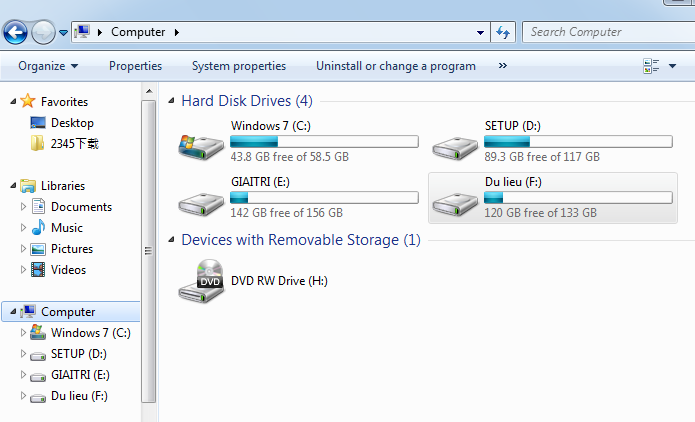 Computer
Search Computer
Organize
Properties
System properties
Uninstall or change a program
»
Favorites
Desktop
2345下载
Libraries
Documents
Music
Pictures
Videos
Computer
Windows 7 (C:)
SETUP (D:)
GIAITRI (E:)
Du lieu (F:)
Hard Disk Drives (4)
Windows 7 (C:)
43.8 GB free of 58.5 GB
SETUP (D:)
89.3 GB free of 117 GB
GIAITRI (E:)
142 GB free of 156 GB
Du lieu (F:)
120 GB free of 133 GB
Devices with Removable Storage (1)
DVD
DVD RW Drive (H:)